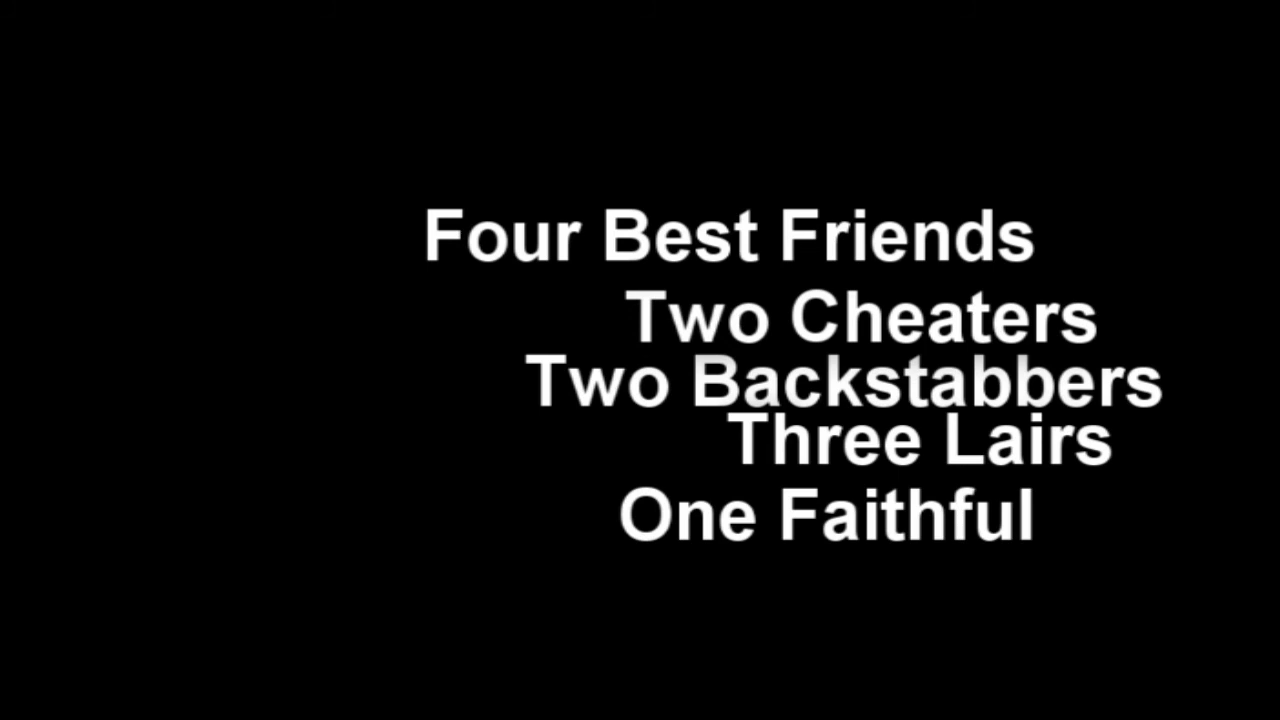 Four Best Friends
Two Cheaters
Two Backstabbers
Three Lairs
One Faithful